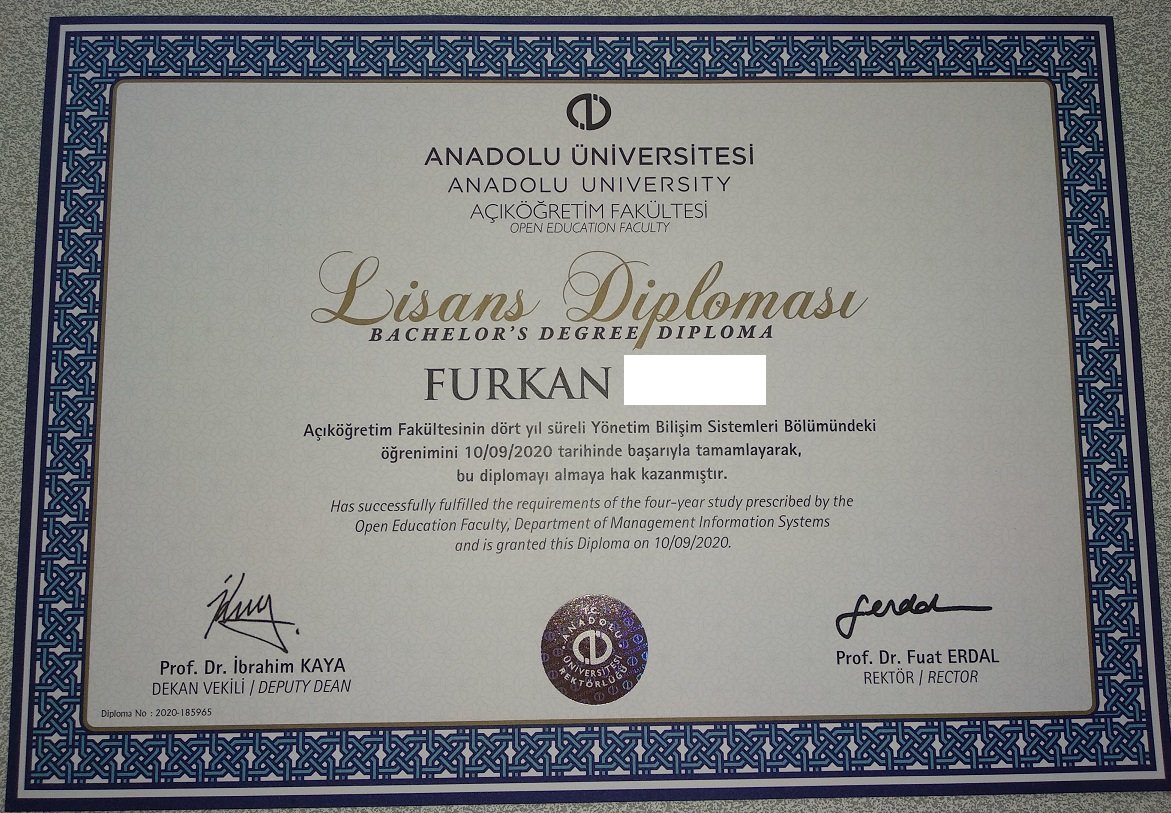 ANADOLU ÜNİVERSİTESİ
ANADOLU UNIVERSITY
AÇIKÖĞRETİM FAKÜLTESİ
OPEN EDUCATION FACULTY
Lisans Diploması
BACHELOR'S DEGREE DIPLOMA
FURKAN
Açıköğretim Fakültesinin dört yıl süreli Yönetim Bilişim Sistemleri Bölümündeki
öğrenimini 10/09/2020 tarihinde başarıyla tamamlayarak,
bu diplomayı almaya hak kazanmıştır.
Has successfully fulfilled the requirements of the four-year study prescribed by the
Open Education Faculty, Department of Management Information Systems
and is granted this Diploma on 10/09/2020.
Prof. Dr. İbrahim KAYA
DEKAN VEKİLİ / DEPUTY DEAN
Diploma No : 2020-185965
T.C.
ANADOLU
ÜNİVERSİTESİ
REKTÖRLÜĞÜ
Prof. Dr. Fuat ERDAL
REKTÖR / RECTOR